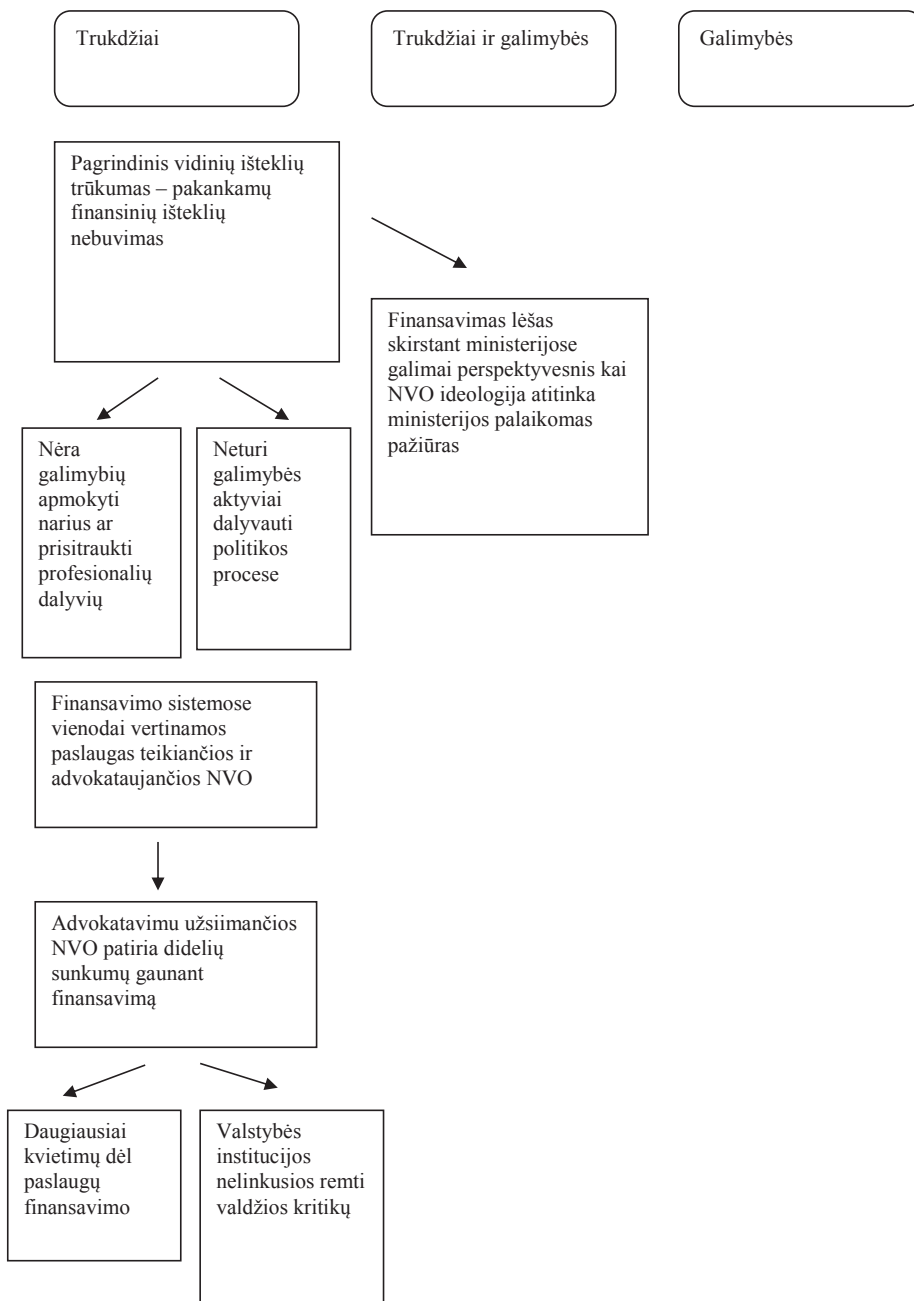 Trukdžiai
Trukdžiai ir galimybės
Galimybės
Pagrindinis vidinių išteklių
trūkumas – pakankamų
finansinių išteklių
nebuvimas
Finansavimas lėšas
skirstant ministerijose
galimai perspektyvesnis kai
NVO ideologija atitinka
ministerijos palaikomas
pažiūras
Nėra
galimybių
apmokyti
narius ar
prisitraukti
profesionalių
dalyvių
Neturi
galimybės
aktyviai
dalyvauti
politikos
procese
Finansavimo sistemose
vienodai vertinamos
paslaugas teikiančios ir
advokataujančios NVO
Advokatavimu užsiimančios
NVO patiria didelių
sunkumų gaunant
finansavimą
Daugiausiai
kvietimų dėl
paslaugų
finansavimo
Valstybės
institucijos
nelinkusios remti
valdžios kritikų